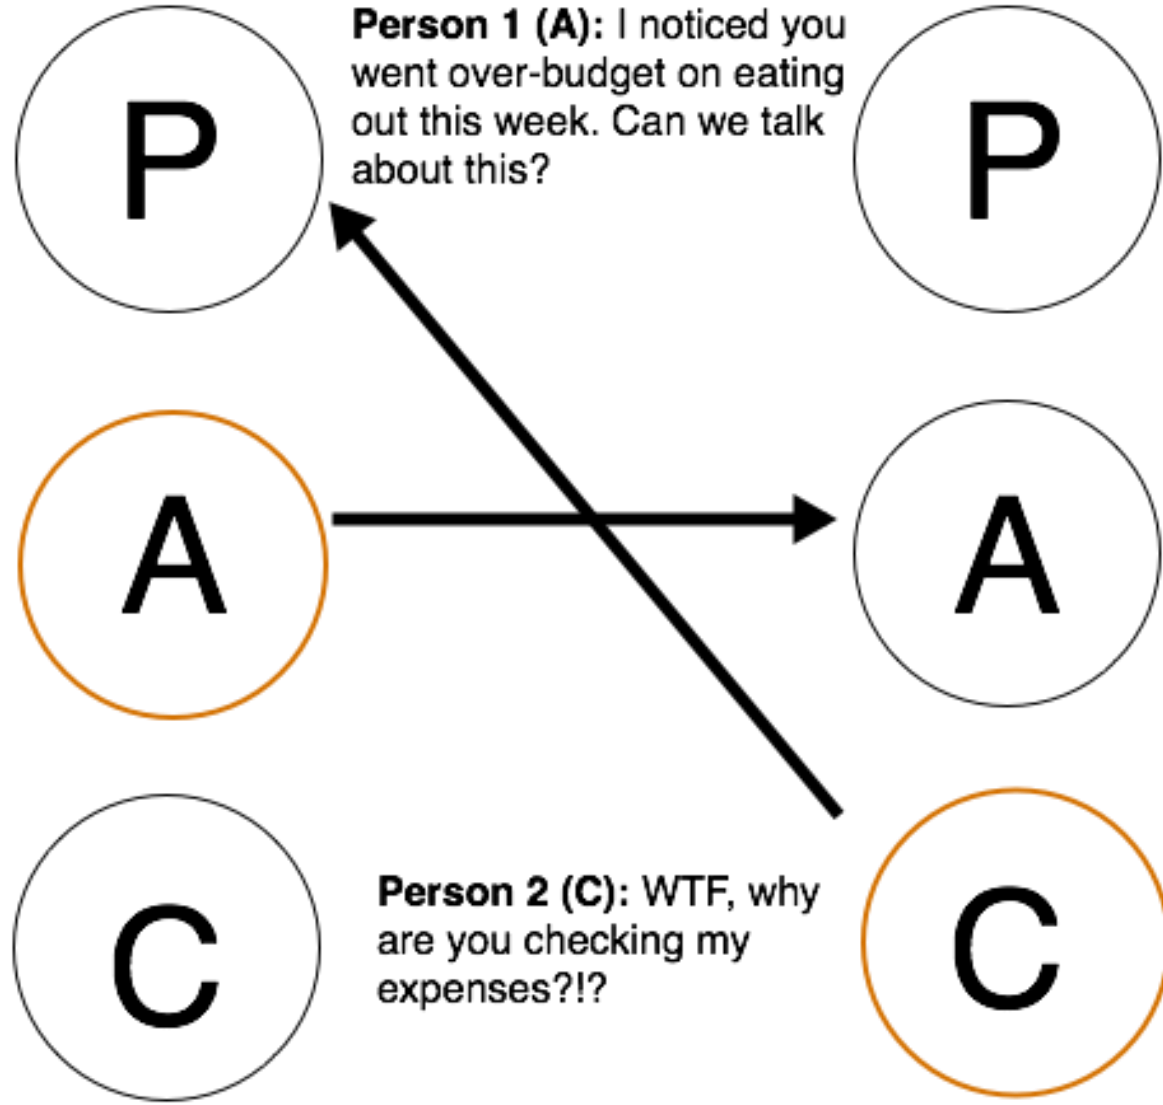 P
Person 1 (A): I noticed you
went over-budget on eating
out this week. Can we talk
about this?
P
A
A
C
Person 2 (C): WTF, why
are you checking my
expenses?!?
C